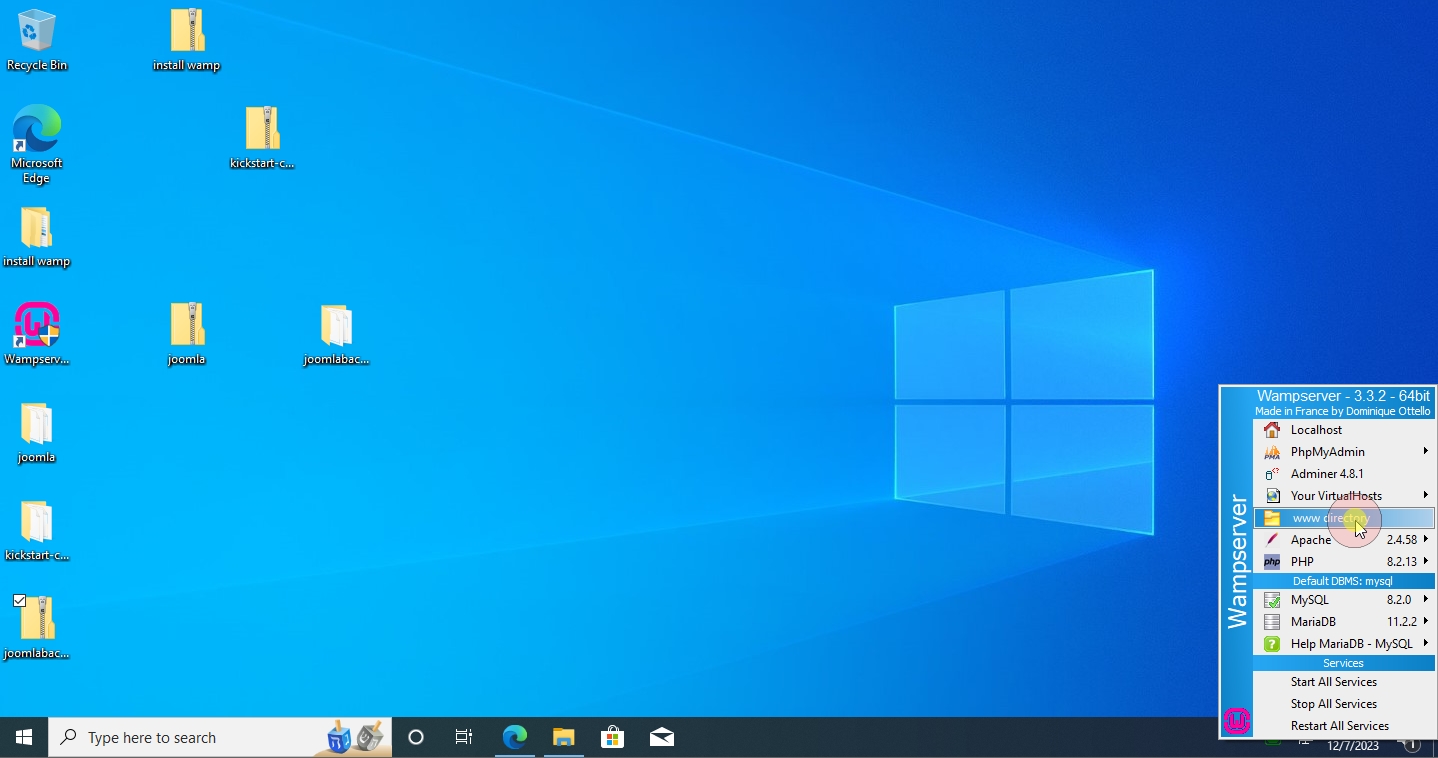 Recycle Bin
install wamp
kickstart-c...
Microsoft
Edge
install wamp
Wampserv...
joomla
joomlabac...
joomla
kickstart-c...
joomlabac...
Wampserver - 3.3.2 - 64bit
Made in France by Dominique Ottello
Wampserver
Localhost
PhpMyAdmin
Adminer 4.8.1
Your VirtualHosts
www directory
Apache 2.4.58
php PHP 8.2.13
Default DBMS: mysql
MySQL 8.2.0
MariaDB 11.2.2
Help MariaDB - MySQL
Services
Start All Services
Stop All Services
Restart All Services
Type here to search
12/7/2023
1